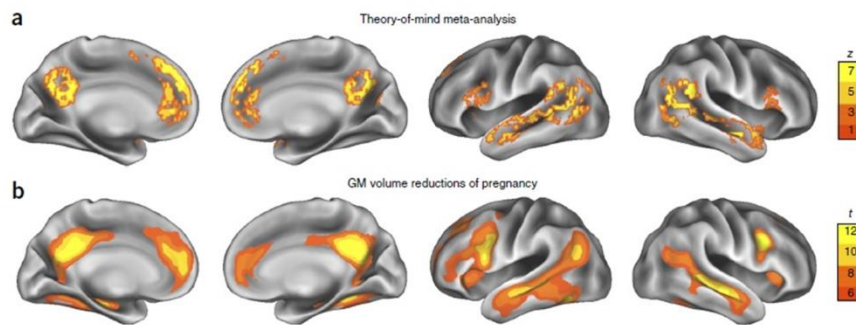 a
Theory-of-mind meta-analysis
z
7
5
3
1
b
GM volume reductions of pregnancy
t
12
10
8
6